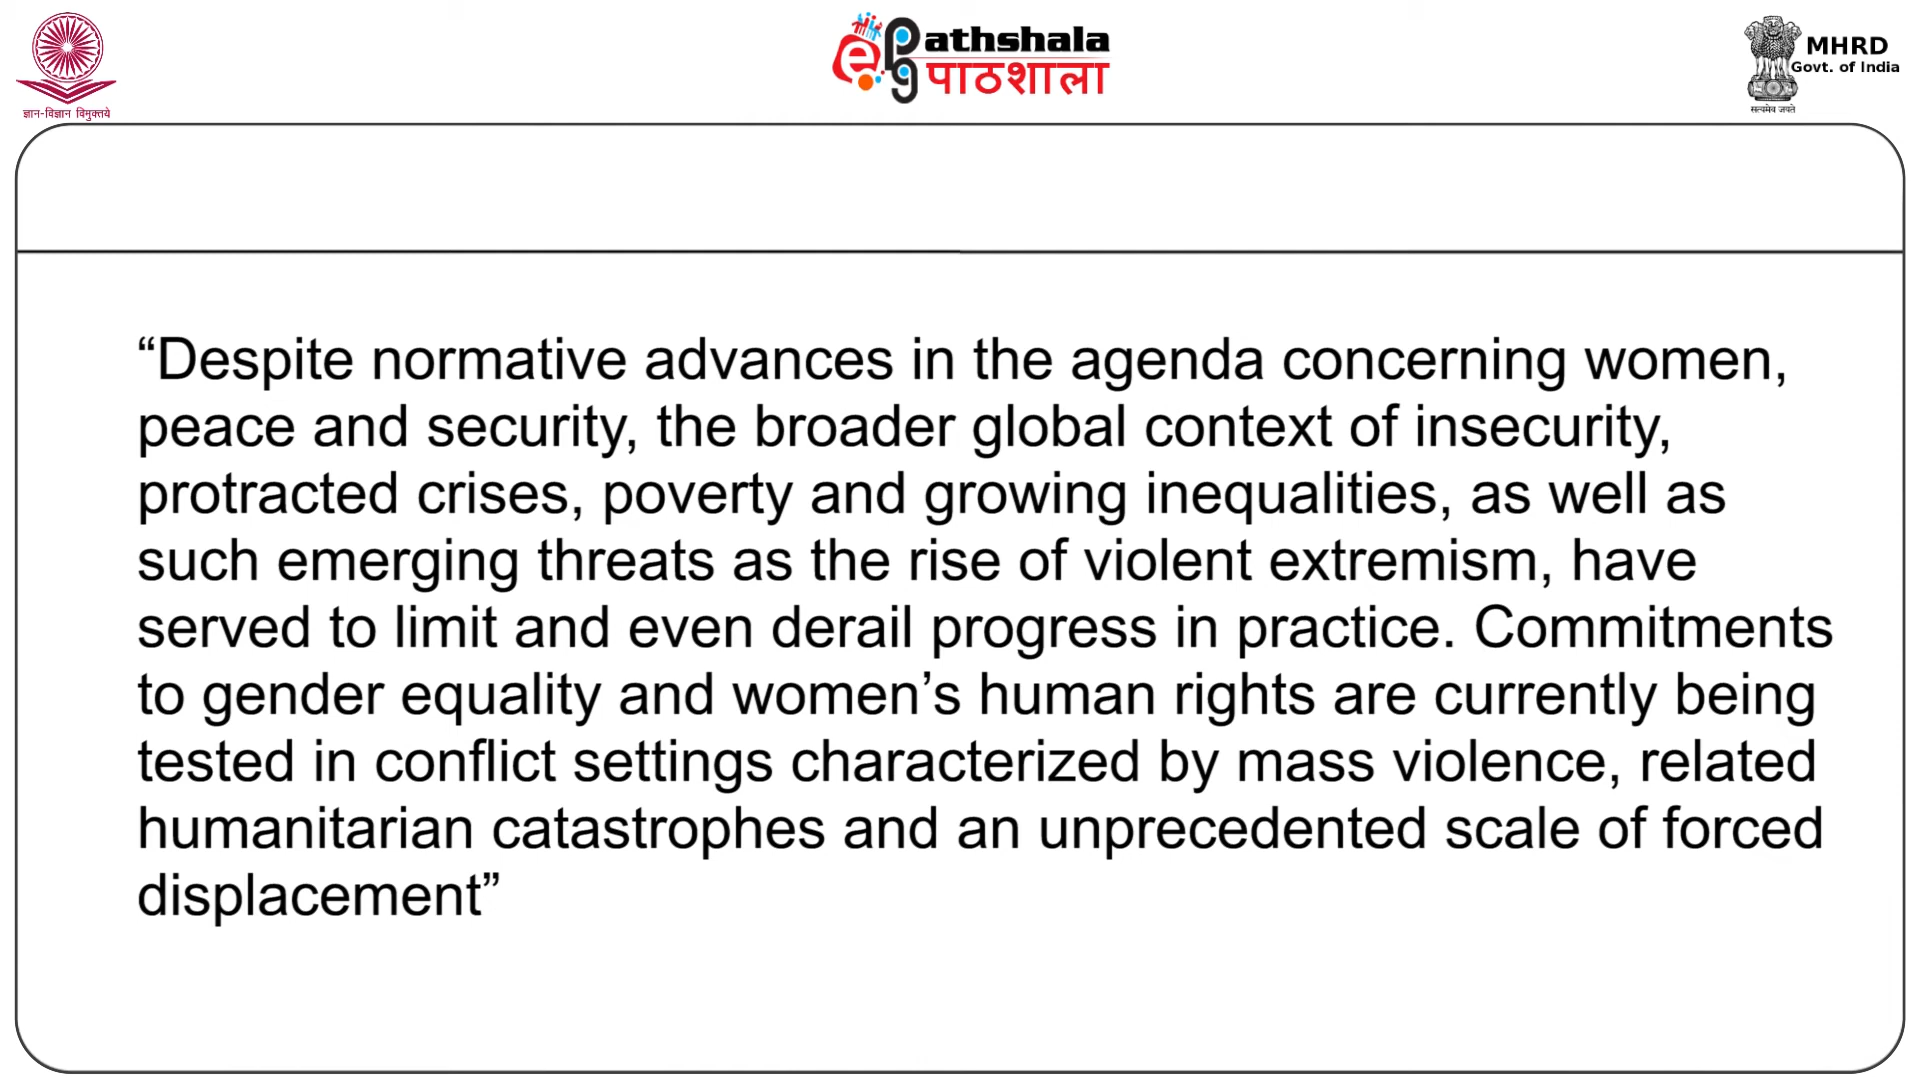 ज्ञान-विज्ञान विमुक्तये
e Pathshala
पाठशाला
MHRD
Govt. of India
सत्यमेव जयते
“Despite normative advances in the agenda concerning women,
peace and security, the broader global context of insecurity,
protracted crises, poverty and growing inequalities, as well as
such emerging threats as the rise of violent extremism, have
served to limit and even derail progress in practice. Commitments
to gender equality and women’s human rights are currently being
tested in conflict settings characterized by mass violence, related
humanitarian catastrophes and an unprecedented scale of forced
displacement”